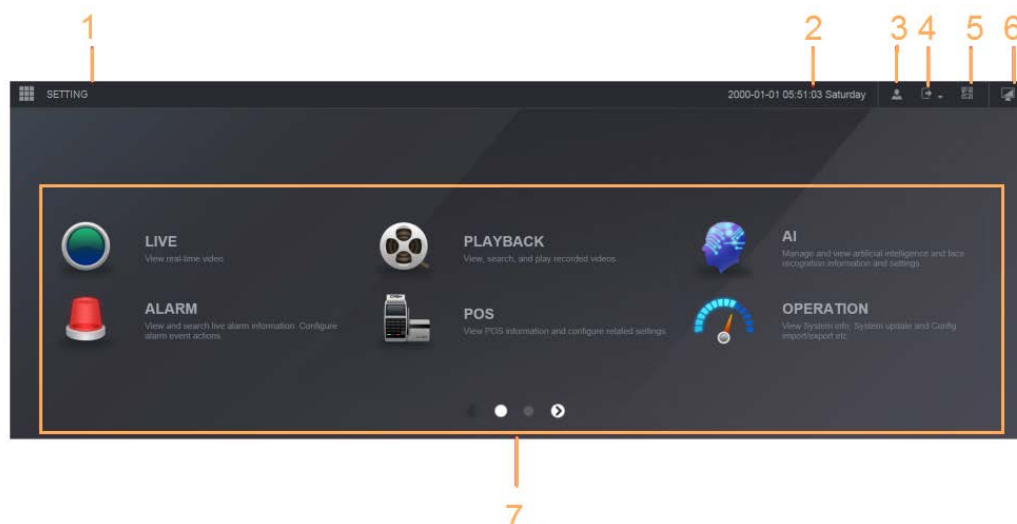 1
2
3
4
5
6
SETTING
2000-01-01 05:51:03 Saturday
LIVE
View real-time video.
PLAYBACK
View, search, and play recorded videos.
AI
Manage and view artificial intelligence and face
recognition information and settings.
ALARM
View and search live alarm information. Configure
alarm event actions.
POS
View POS information and configure related settings.
OPERATION
View System info, System update and Config
import/export etc.
7